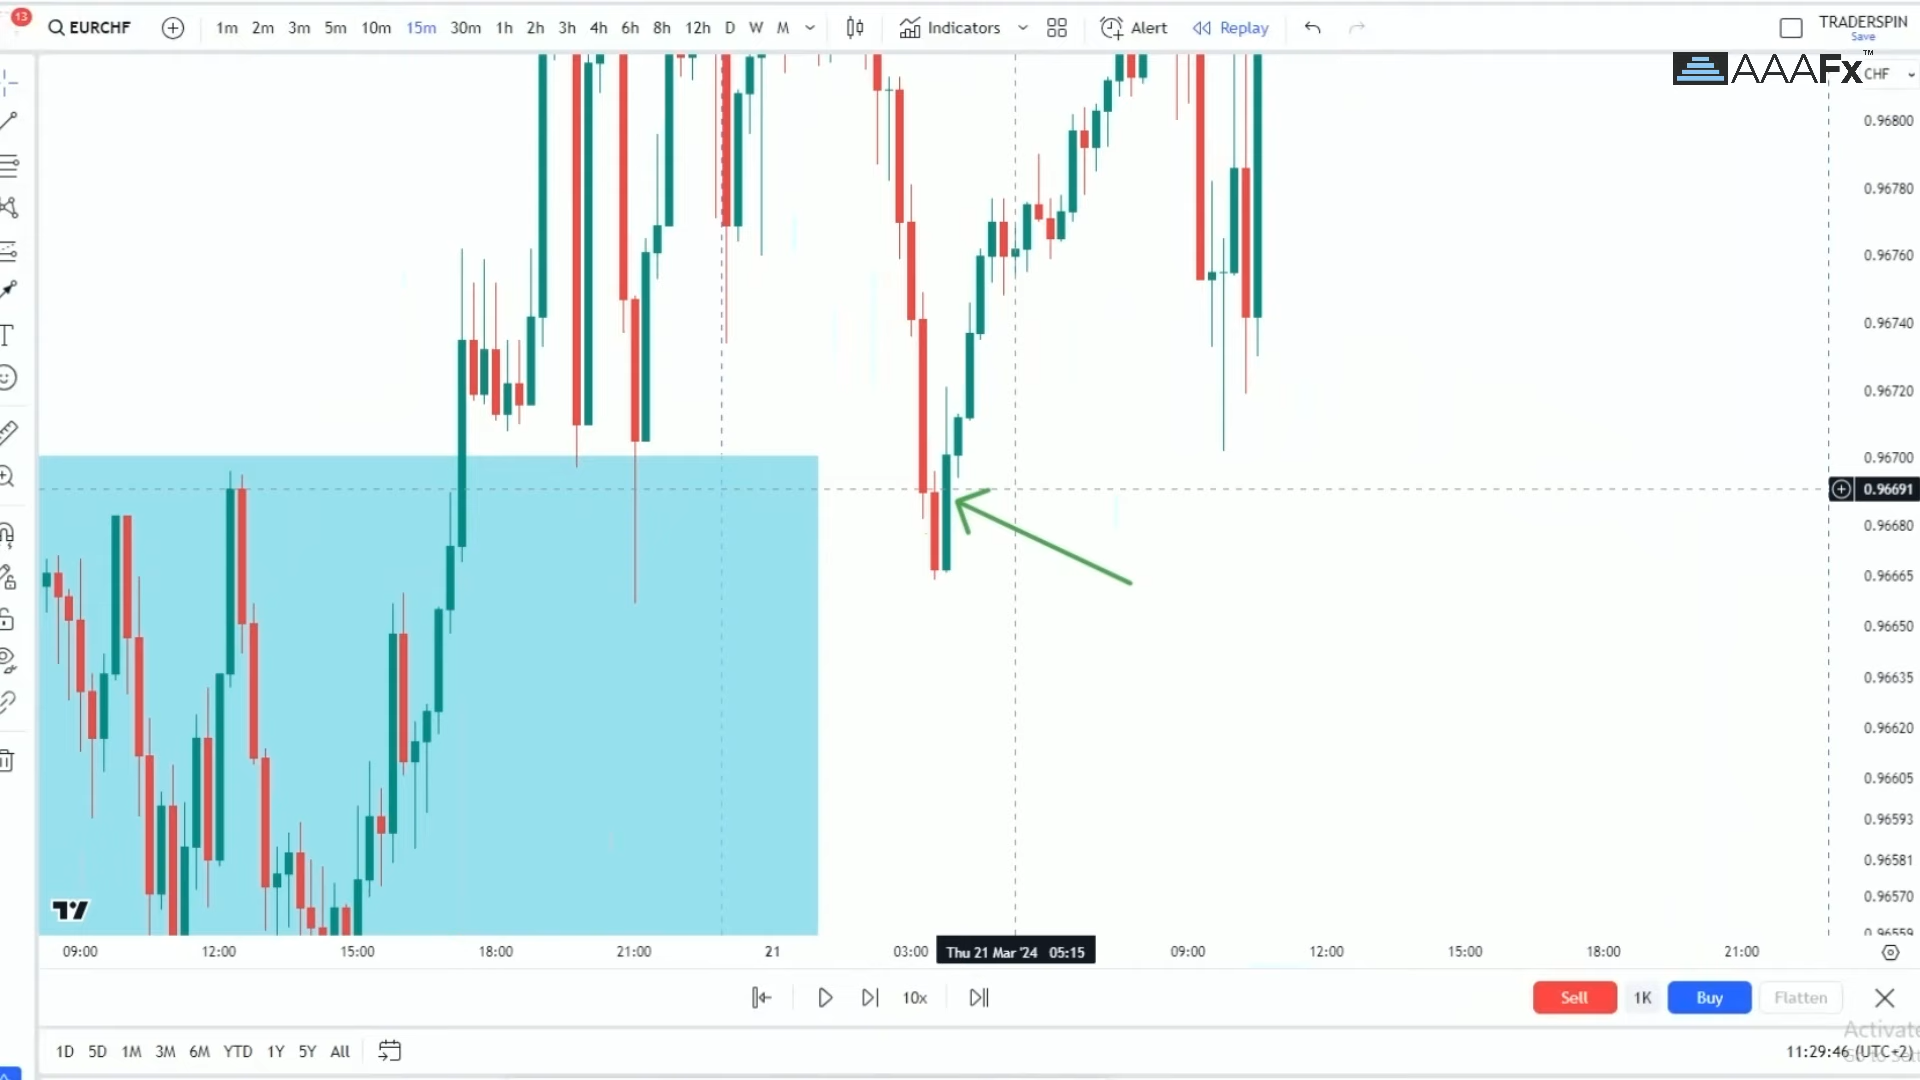 13
EURCHF 1m 2m 3m 5m 10m 15m 30m 1h 2h 3h 4h 6h 8h 12h D W M Indicators Alert Replay TRADERSPIN
Save
AAAFx™
CHF
0.96800
0.96780
0.96760
0.96740
0.96720
0.96700
0.96691
0.96680
0.96665
0.96650
0.96635
0.96620
0.96605
0.96593
0.96581
0.96570
0.96559
09:00 12:00 15:00 18:00 21:00 21 03:00 Thu 21 Mar '24 05:15 09:00 12:00 15:00 18:00 21:00
10x Sell 1K Buy Flatten
Activate
1D 5D 1M 3M 6M YTD 1Y 5Y All 11:29:46 (UTC+2)